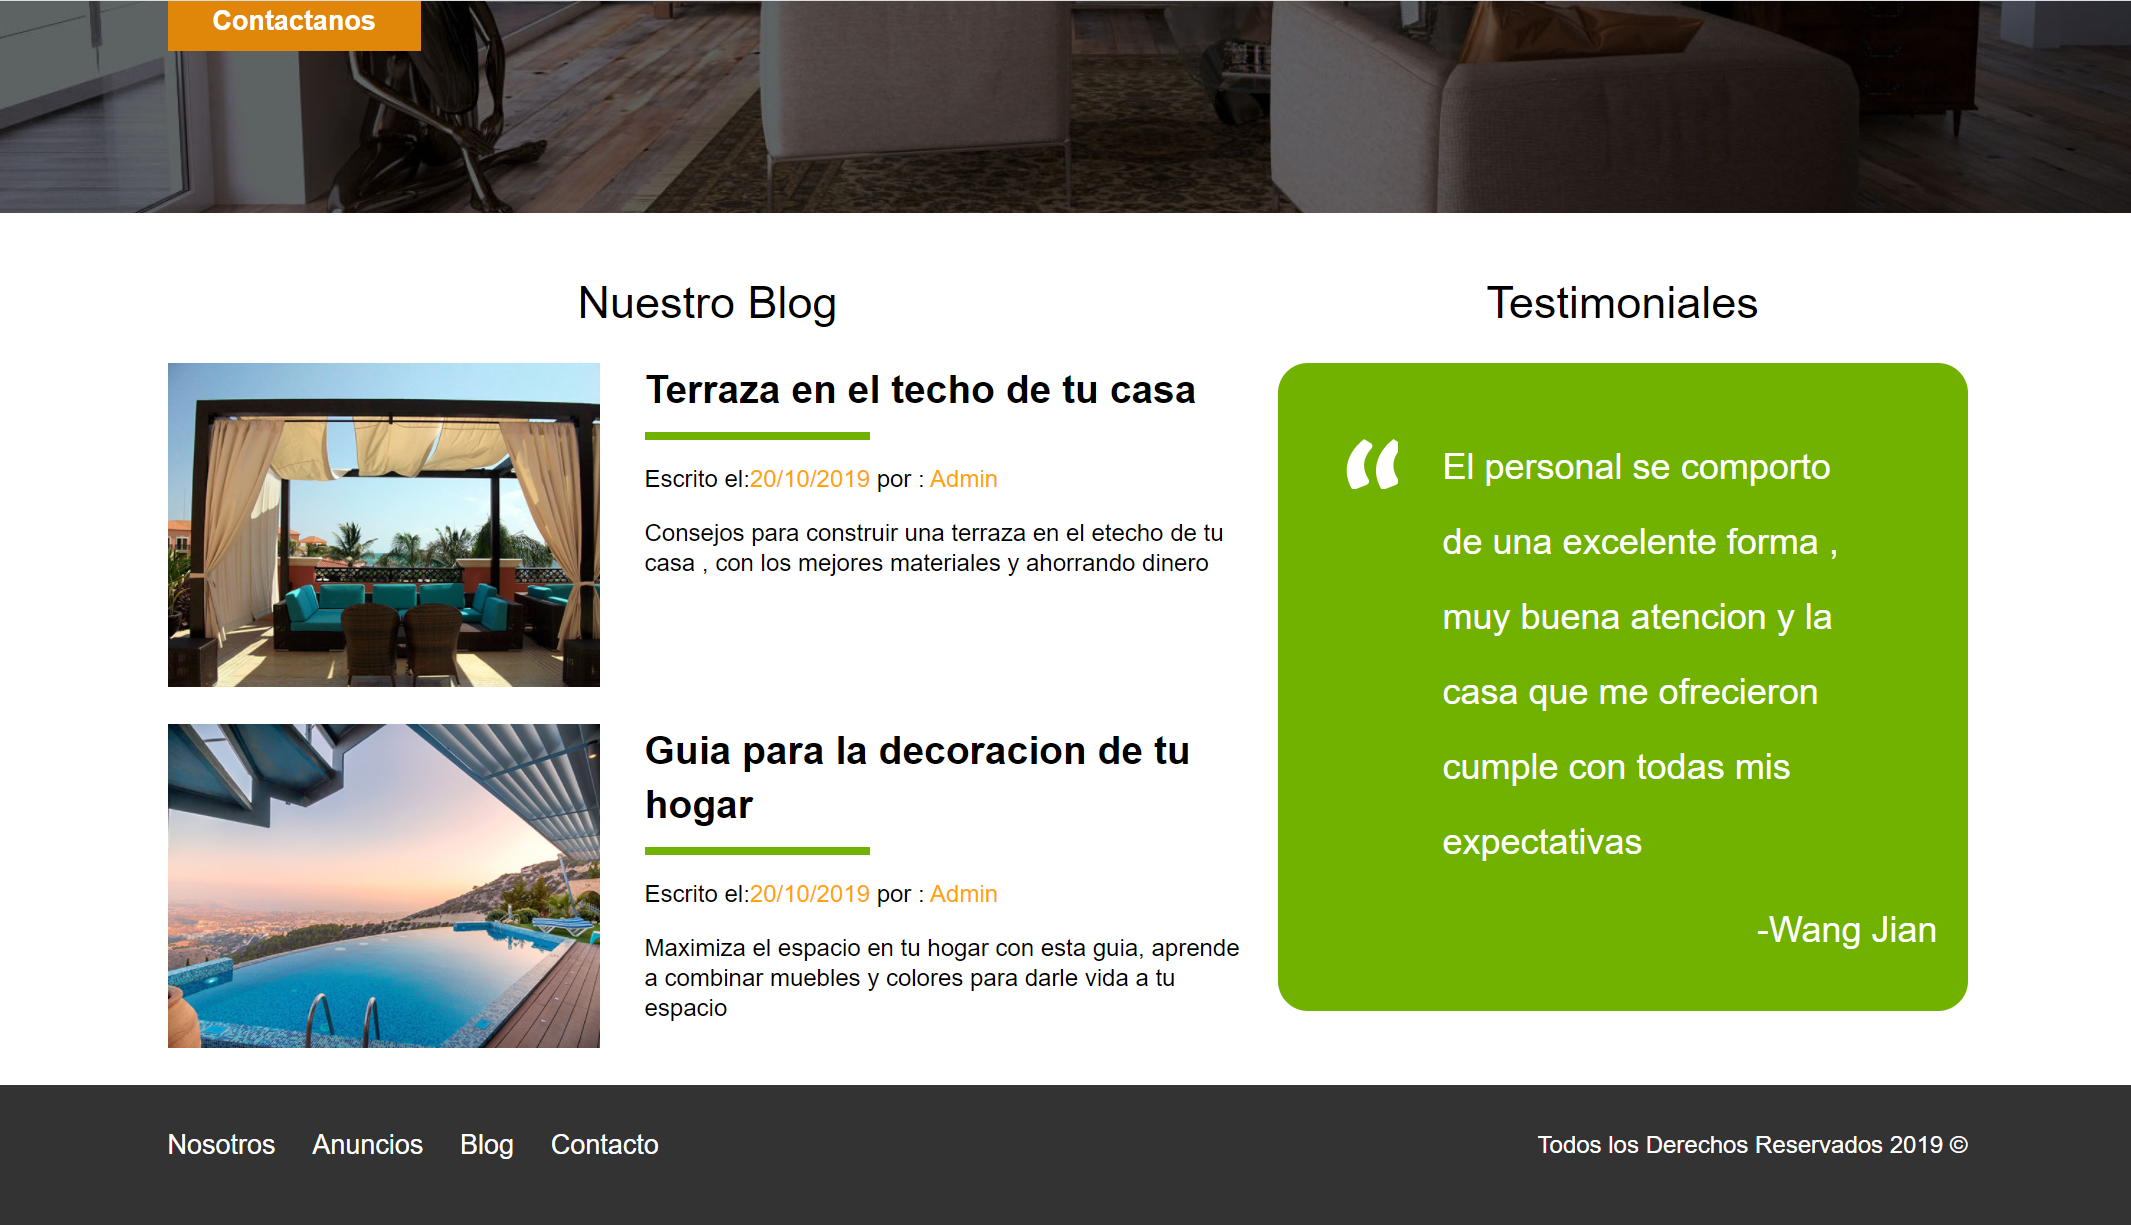 Contactanos
Nuestro Blog
Terraza en el techo de tu casa
Escrito el:20/10/2019 por : Admin
Consejos para construir una terraza en el etecho de tu
casa , con los mejores materiales y ahorrando dinero
Guia para la decoracion de tu
hogar
Escrito el:20/10/2019 por : Admin
Maximiza el espacio en tu hogar con esta guia, aprende
a combinar muebles y colores para darle vida a tu
espacio
Testimoniales
“ El personal se comporto
de una excelente forma ,
muy buena atencion y la
casa que me ofrecieron
cumple con todas mis
expectativas
-Wang Jian
Nosotros Anuncios Blog Contacto
Todos los Derechos Reservados 2019 ©